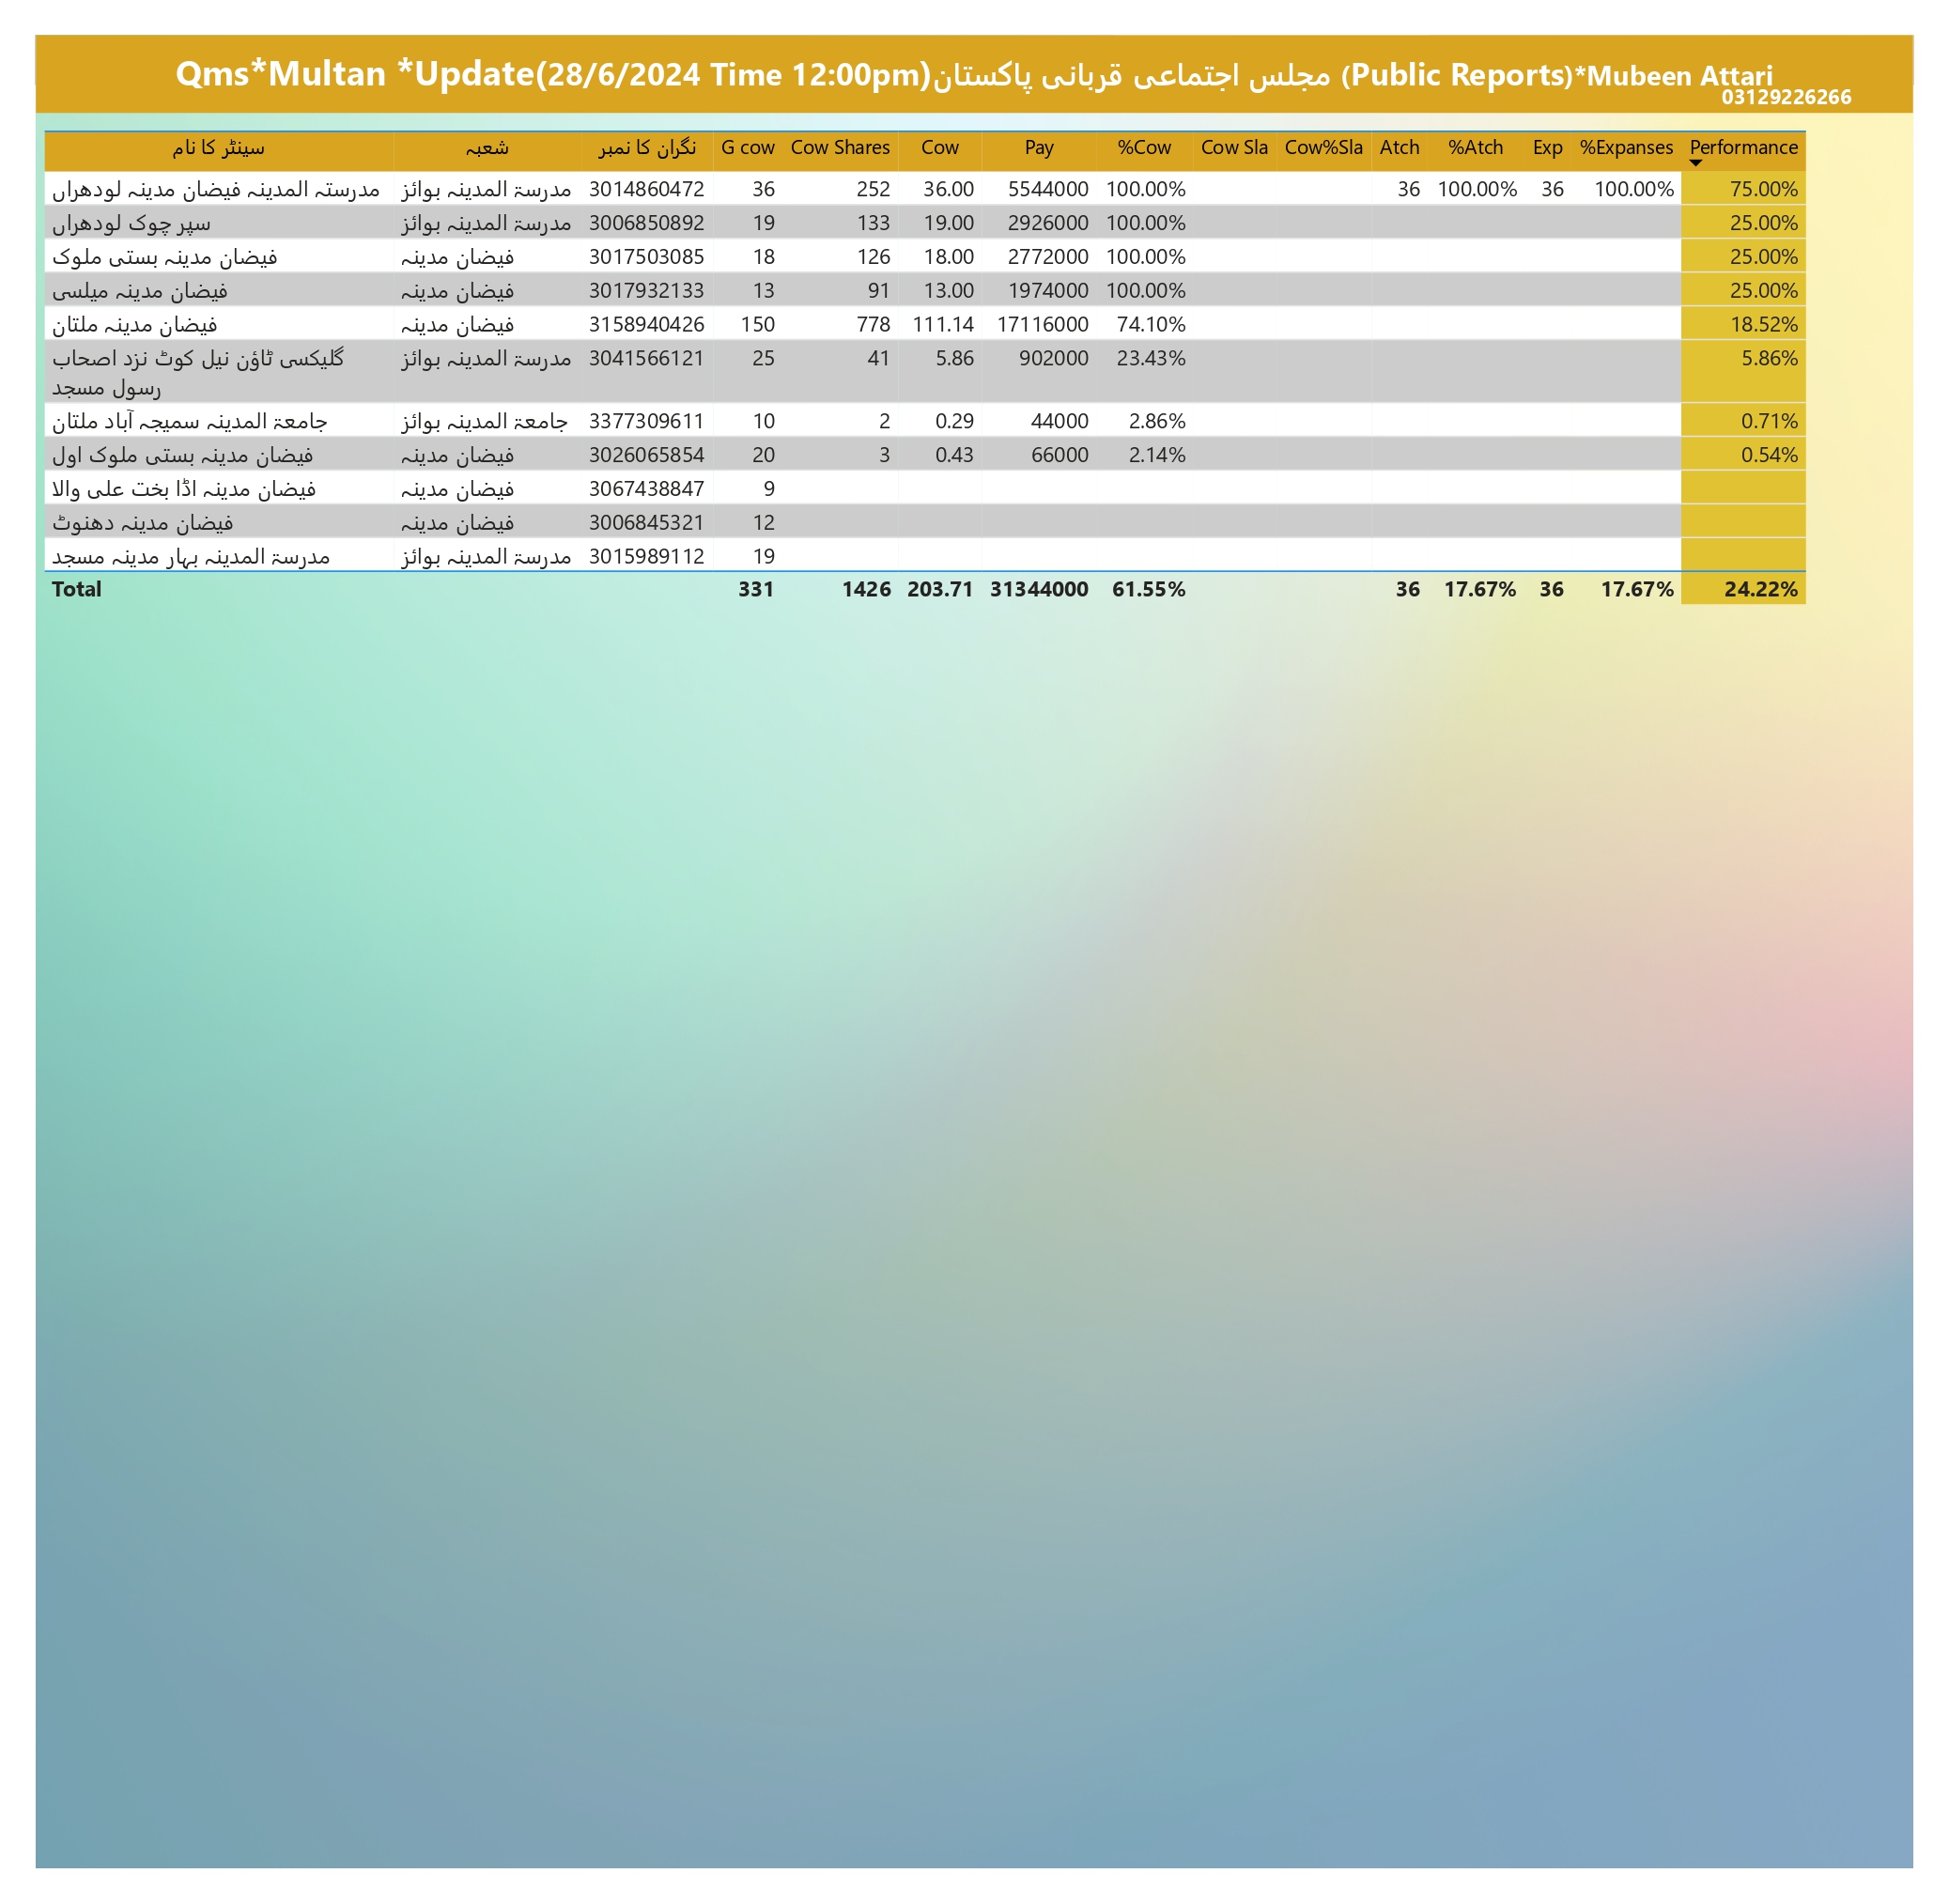 Qms*Multan *Update(28/6/2024 Time 12:00pm)مجلس اجتماعی قربانی پاکستان (Public Reports)*Mubeen Attari
03129226266
سینٹر کا نام شعبہ نگران کا نمبر G cow Cow Shares Cow Pay %Cow Cow Sla Cow%Sla Atch %Atch Exp %Expanses Performance
مدرستہ المدینہ فیضان مدینہ لودھراں مدرسۃ المدینہ بوائز 3014860472 36 252 36.00 5544000 100.00% 36 100.00% 36 100.00% 75.00%
سپر چوک لودھراں مدرسۃ المدینہ بوائز 3006850892 19 133 19.00 2926000 100.00% 25.00%
فیضان مدینہ بستی ملوک فیضان مدینہ 3017503085 18 126 18.00 2772000 100.00% 25.00%
فیضان مدینہ میلسی فیضان مدینہ 3017932133 13 91 13.00 1974000 100.00% 25.00%
فیضان مدینہ ملتان فیضان مدینہ 3158940426 150 778 111.14 17116000 74.10% 18.52%
گلیکسی ٹاؤن نیل کوٹ نزد اصحاب مدرسۃ المدینہ بوائز 3041566121 25 41 5.86 902000 23.43% 5.86%
رسول مسجد
جامعۃ المدینہ سمیجہ آباد ملتان جامعۃ المدینہ بوائز 3377309611 10 2 0.29 44000 2.86% 0.71%
فیضان مدینہ بستی ملوک اول فیضان مدینہ 3026065854 20 3 0.43 66000 2.14% 0.54%
فیضان مدینہ اڈا بخت علی والا فیضان مدینہ 3067438847 9
فیضان مدینہ دھنوٹ فیضان مدینہ 3006845321 12
مدرسۃ المدینہ بہار مدینہ مسجد مدرسۃ المدینہ بوائز 3015989112 19
Total 331 1426 203.71 31344000 61.55% 36 17.67% 36 17.67% 24.22%